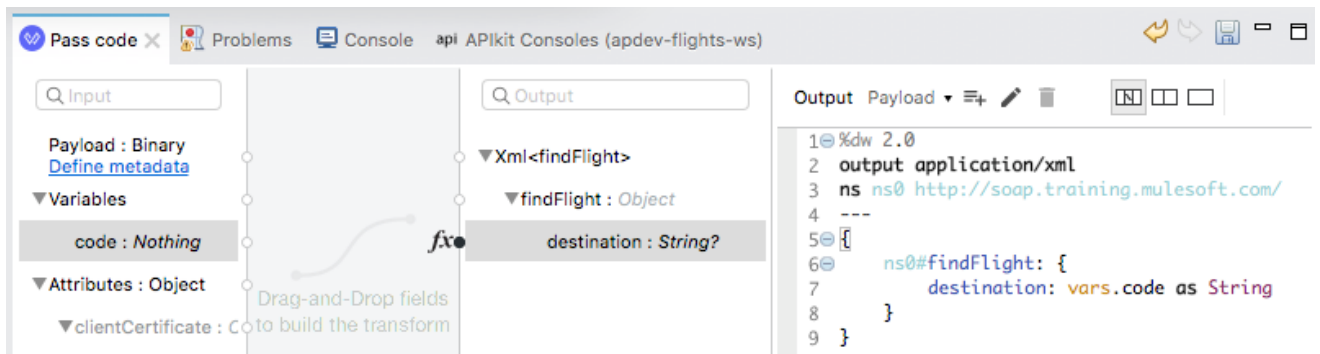 Pass code Problems Console api APIkit Consoles (apdev-flights-ws)
Input
Payload : Binary
Define metadata
Variables
code : Nothing
Attributes : Object
clientCertificate :
Drag-and-Drop fields
to build the transform
fx
Output
Xml<findFlight>
findFlight : Object
destination : String?
Output Payload
1 %dw 2.0
2 output application/xml
3 ns ns0 http://soap.training.mulesoft.com/
4 ---
5 {
6 ns0#findFlight: {
7 destination: vars.code as String
8 }
9 }